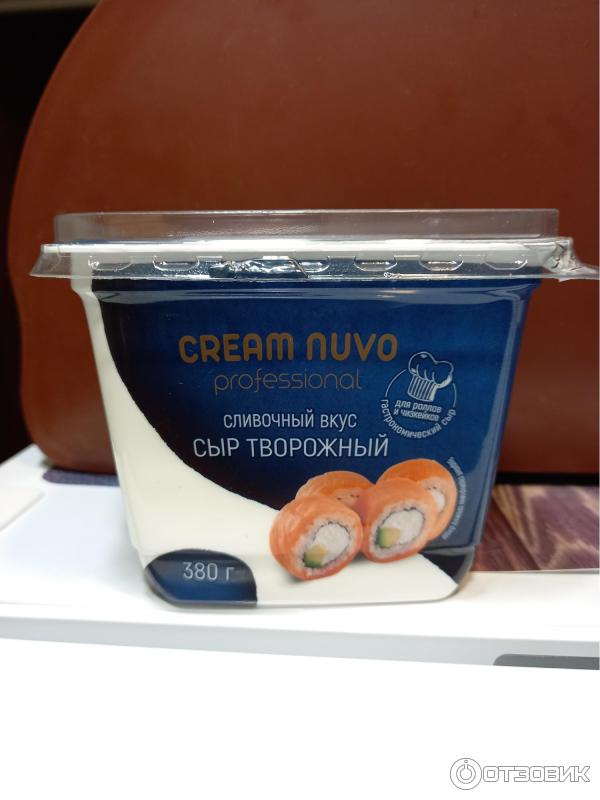 CREAM NUVO
professional
СЛИВОЧНЫЙ ВКУС
СЫР ТВОРОЖНЫЙ
для роллов
и чизкейков
гастрономический сыр
380 г
ОТЗОВИК